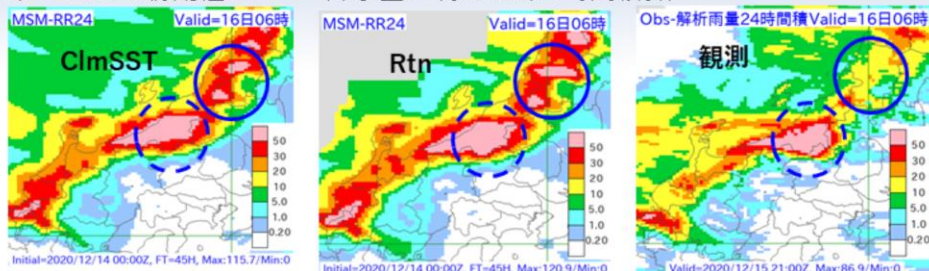 MSM-RR24 Valid=16日06時
ClmSST
50
30
20
10
5.0
1.0
0.20
Initial=2020/12/14 00:00Z, FT=45H, Max:115.7/Min:0
MSM-RR24 Valid=16日06時
Rtn
50
30
20
10
5.0
1.0
0.20
Initial=2020/12/14 00:00Z, FT=45H, Max:120.9/Min:0
Obs-解析雨量24時間積Valid=16日06時
観測
50
30
20
10
5.0
1.0
0.20
Valid=2020/12/15 21:00Z, Max:86.9/Min:0